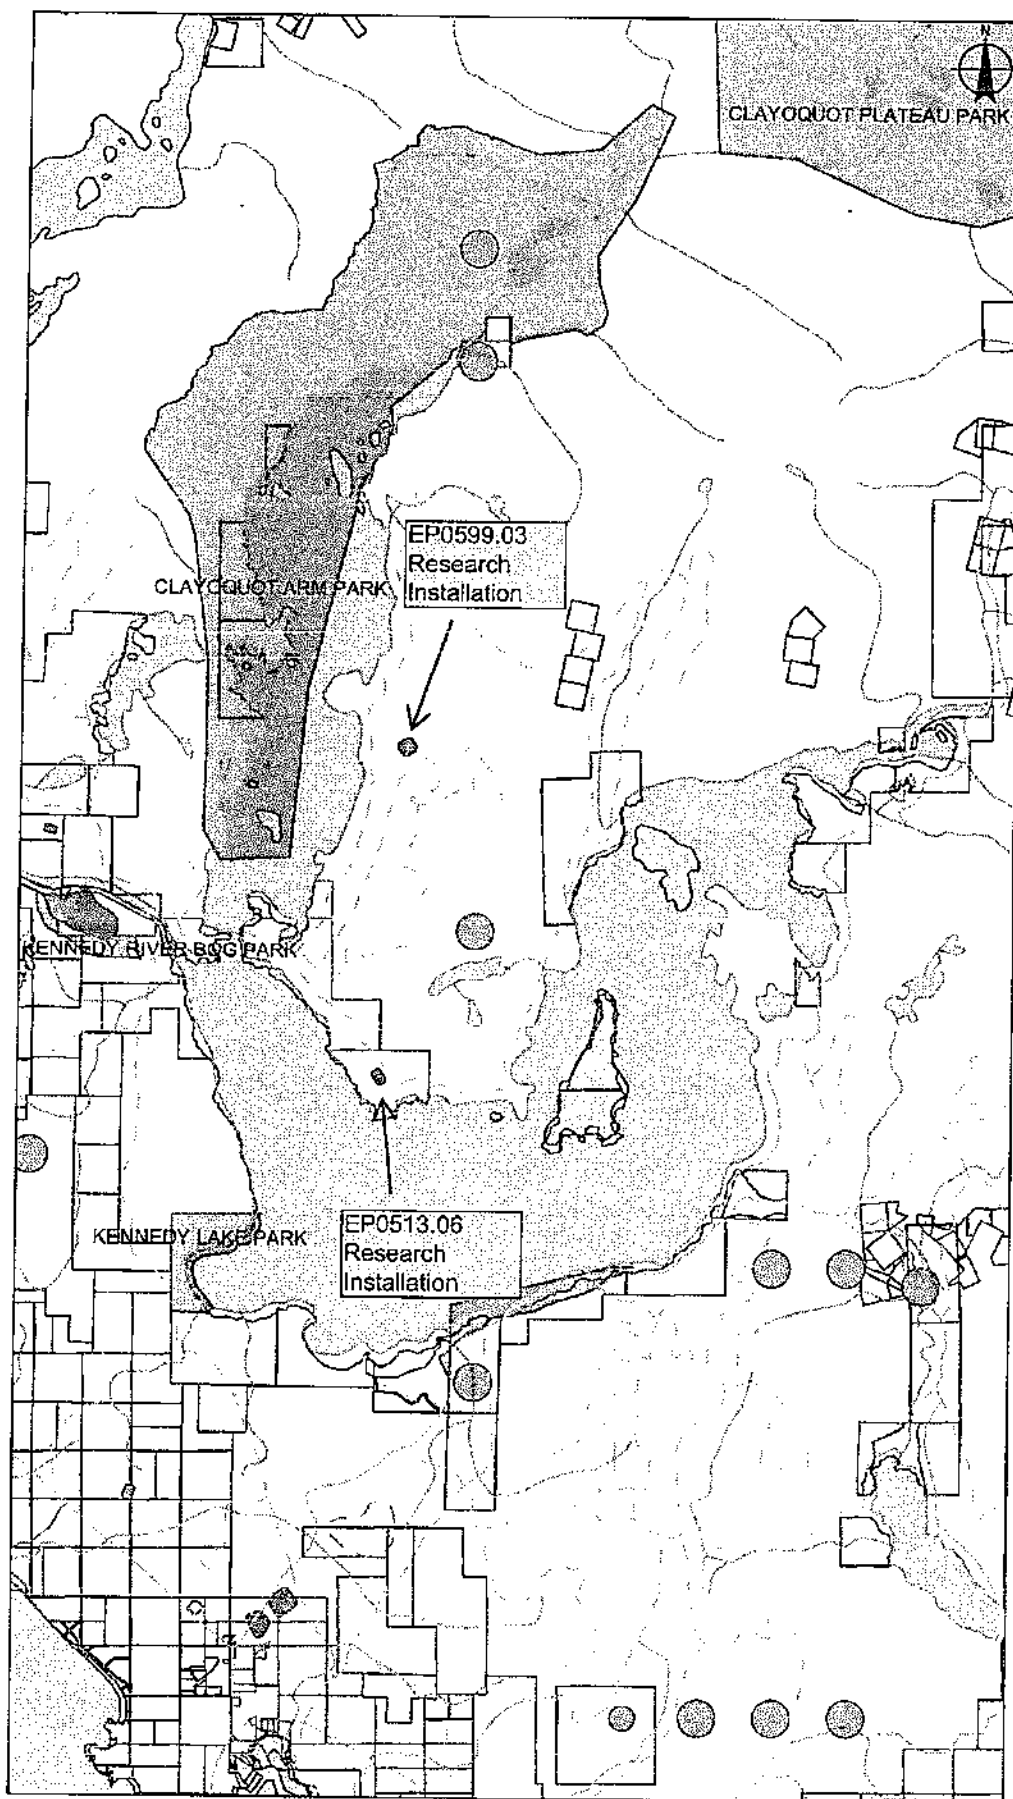 N
CLAYOQUOT PLATEAU PARK
EP0599.03
Research
Installation
CLAYOQUOT ARM PARK
KENNEDY RIVER BOG PARK
EP0513.06
Research
Installation
KENNEDY LAKE PARK